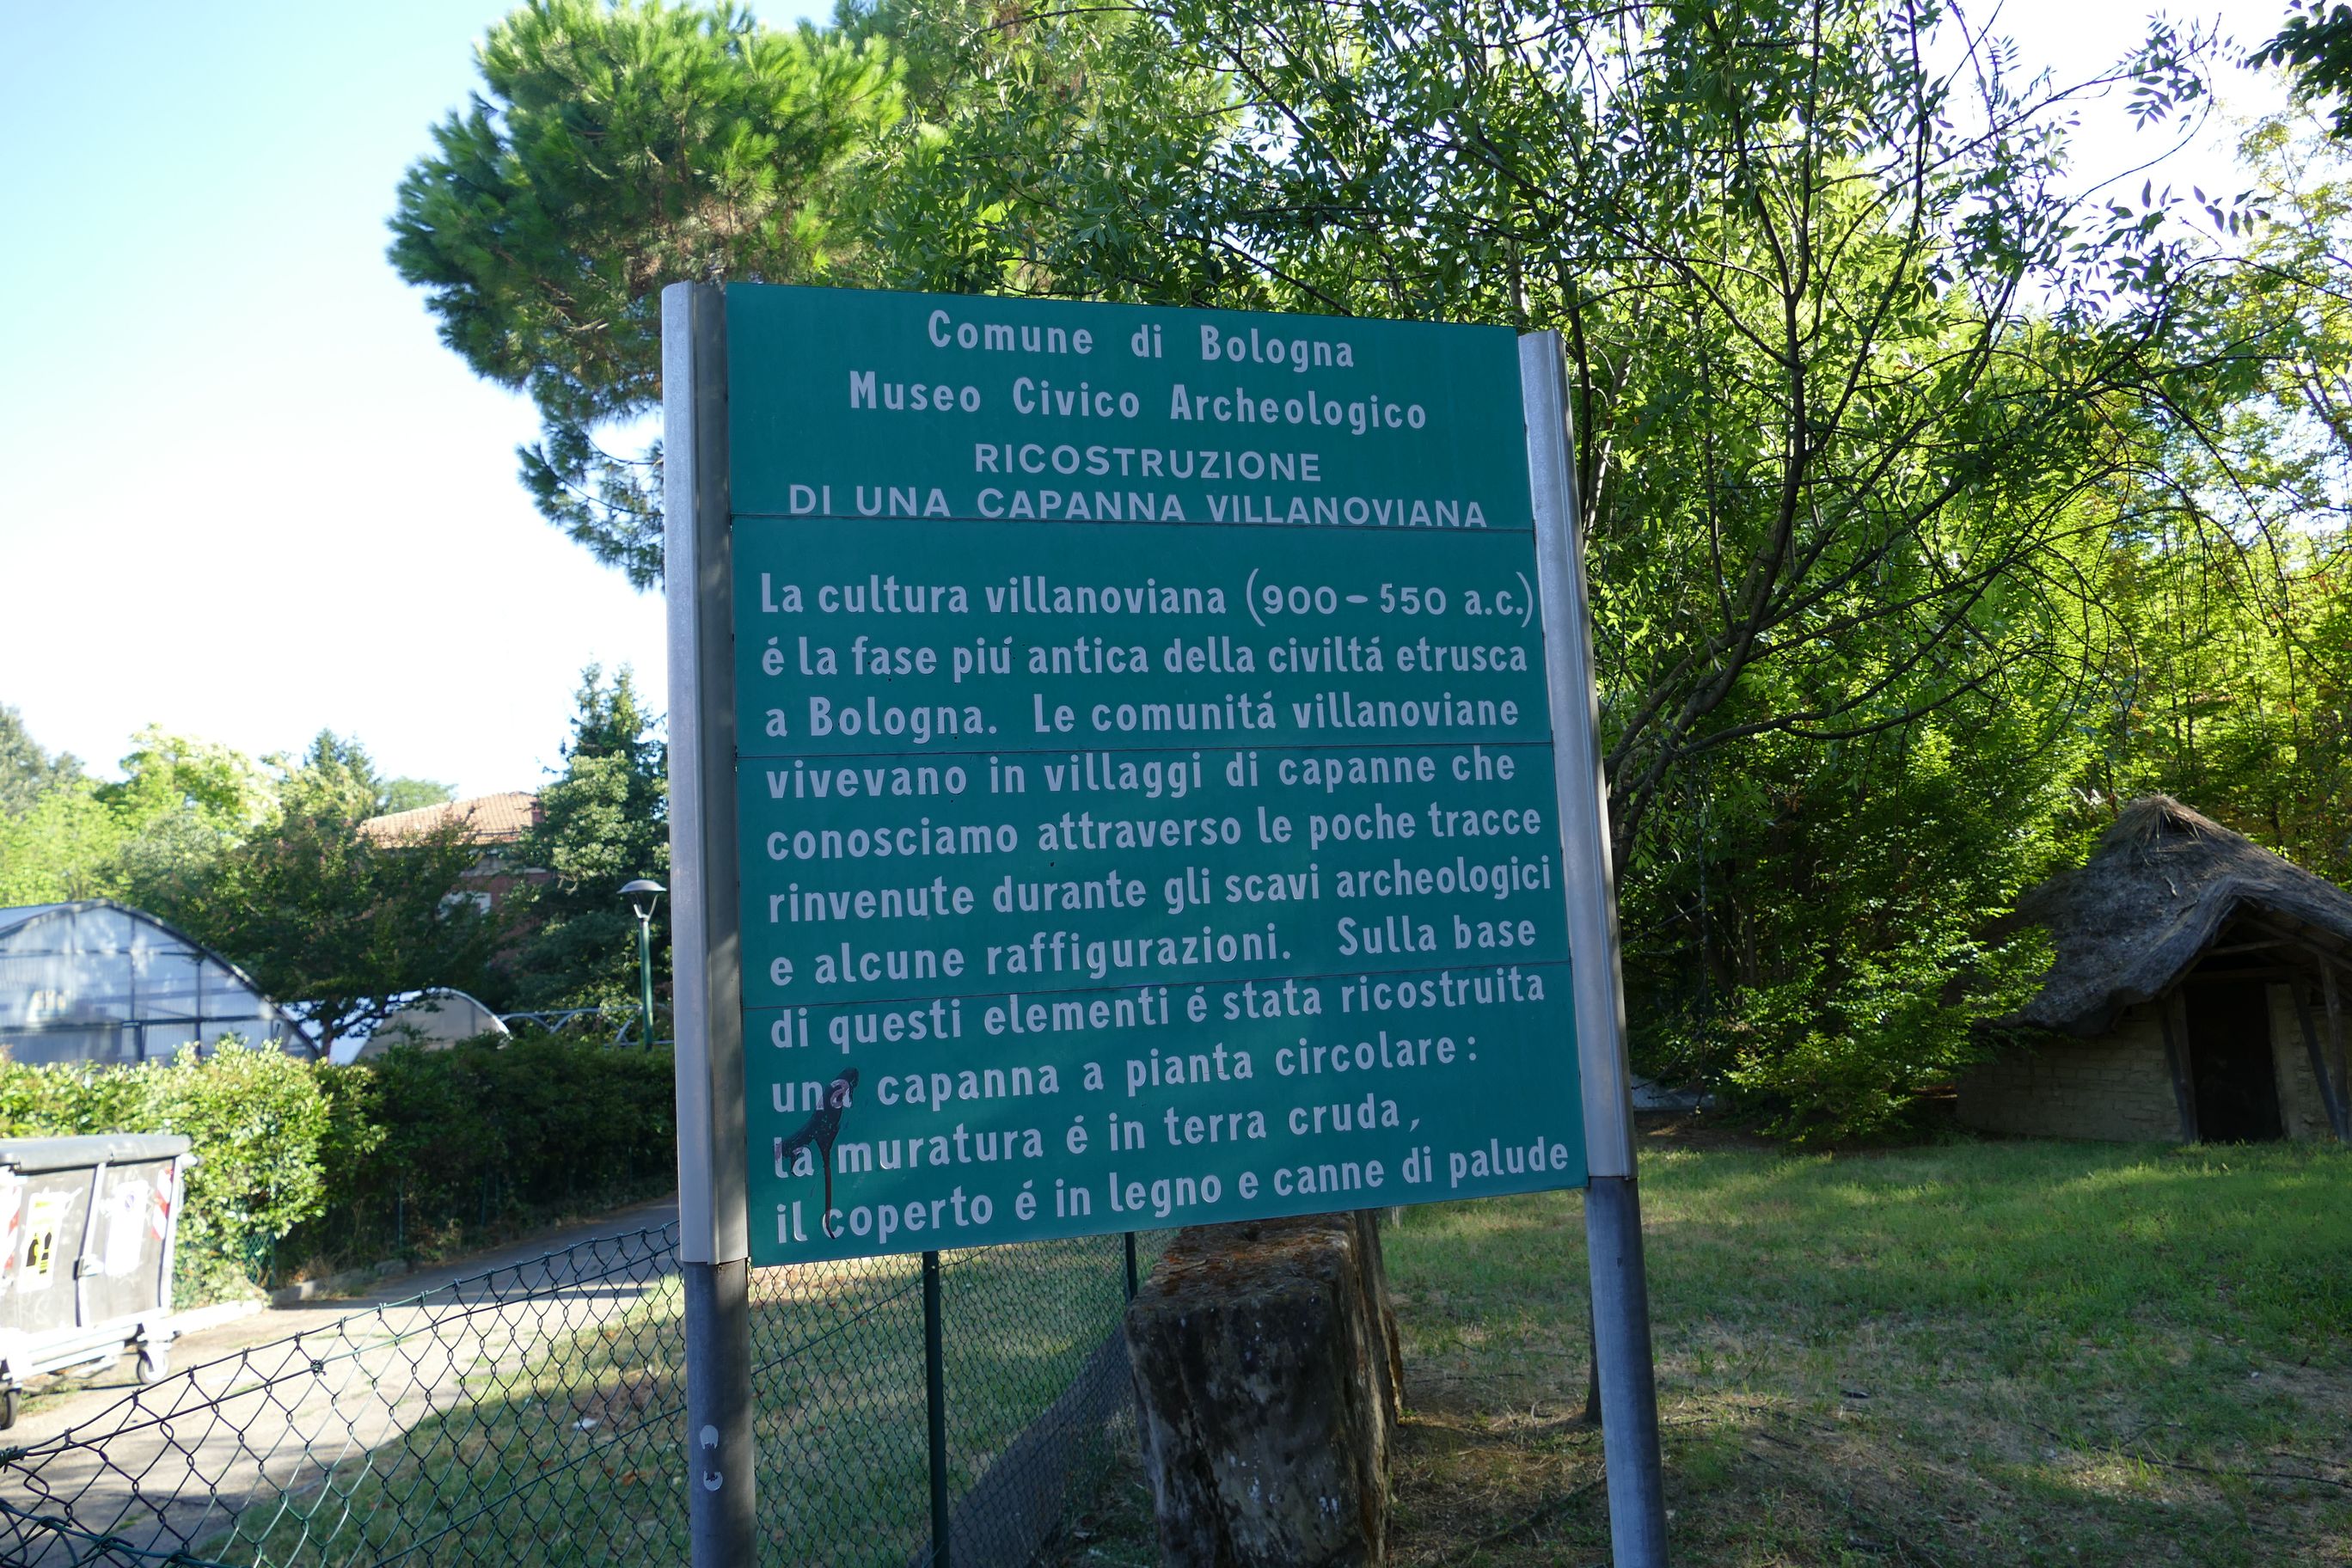 Comune di Bologna
Museo Civico Archeologico
RICOSTRUZIONE
DI UNA CAPANNA VILLANOVIANA
La cultura villanoviana (900 – 550 a.c.)
é la fase piú antica della civiltá etrusca
a Bologna. Le comunitá villanoviane
vivevano in villaggi di capanne che
conosciamo attraverso le poche tracce
rinvenute durante gli scavi archeologici
e alcune raffigurazioni. Sulla base
di questi elementi é stata ricostruita
una capanna a pianta circolare:
la muratura é in terra cruda,
il coperto é in legno e canne di palude